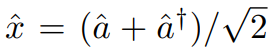 x̂ = (â + â†)/√2